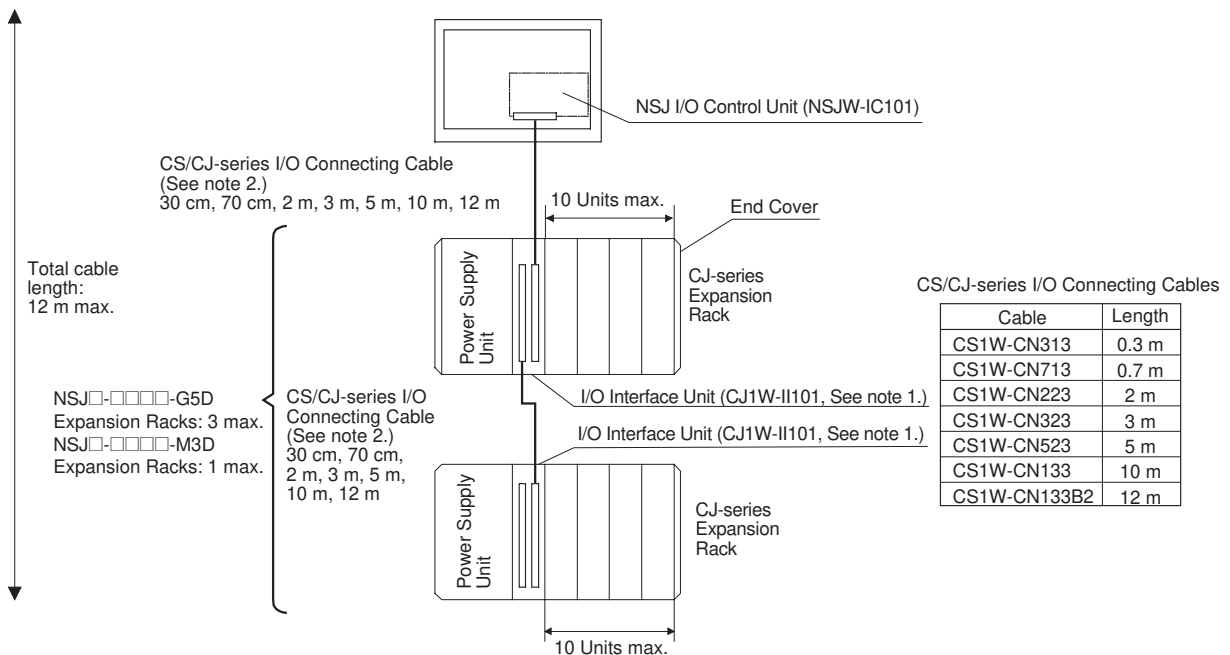 NSJ I/O Control Unit (NSJW-IC101)
CS/CJ-series I/O Connecting Cable
(See note 2.)
30 cm, 70 cm, 2 m, 3 m, 5 m, 10 m, 12 m
10 Units max.
End Cover
Total cable
length:
12 m max.
Power Supply
Unit
CJ-series
Expansion
Rack
CS/CJ-series I/O Connecting Cables
Cable Length
CS1W-CN313 0.3 m
CS1W-CN713 0.7 m
CS1W-CN223 2 m
CS1W-CN323 3 m
CS1W-CN523 5 m
CS1W-CN133 10 m
CS1W-CN133B2 12 m
NSJ□-□□□□-G5D
Expansion Racks: 3 max.
NSJ□-□□□□-M3D
Expansion Racks: 1 max.
CS/CJ-series I/O
Connecting Cable
(See note 2.)
30 cm, 70 cm,
2 m, 3 m, 5 m,
10 m, 12 m
I/O Interface Unit (CJ1W-II101, See note 1.)
I/O Interface Unit (CJ1W-II101, See note 1.)
Power Supply
Unit
CJ-series
Expansion
Rack
10 Units max.